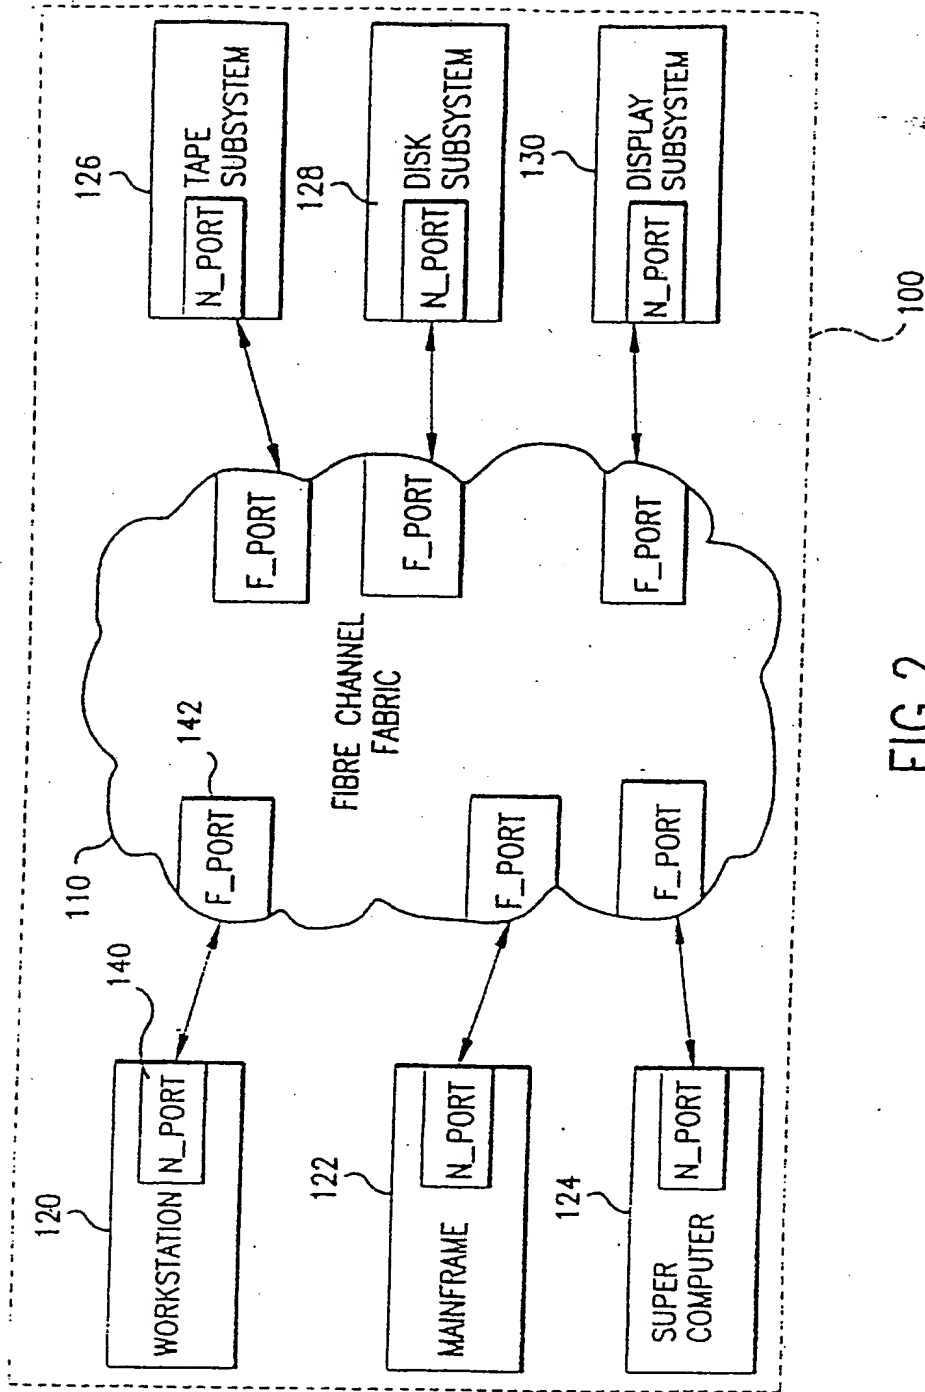 120
WORKSTATION
N_PORT
140
110
F_PORT
142
FIBRE CHANNEL
FABRIC
F_PORT
126
N_PORT
TAPE
SUBSYSTEM
122
MAINFRAME
N_PORT
F_PORT
F_PORT
128
N_PORT
DISK
SUBSYSTEM
124
SUPER
COMPUTER
N_PORT
F_PORT
F_PORT
130
N_PORT
DISPLAY
SUBSYSTEM
100
FIG. 2